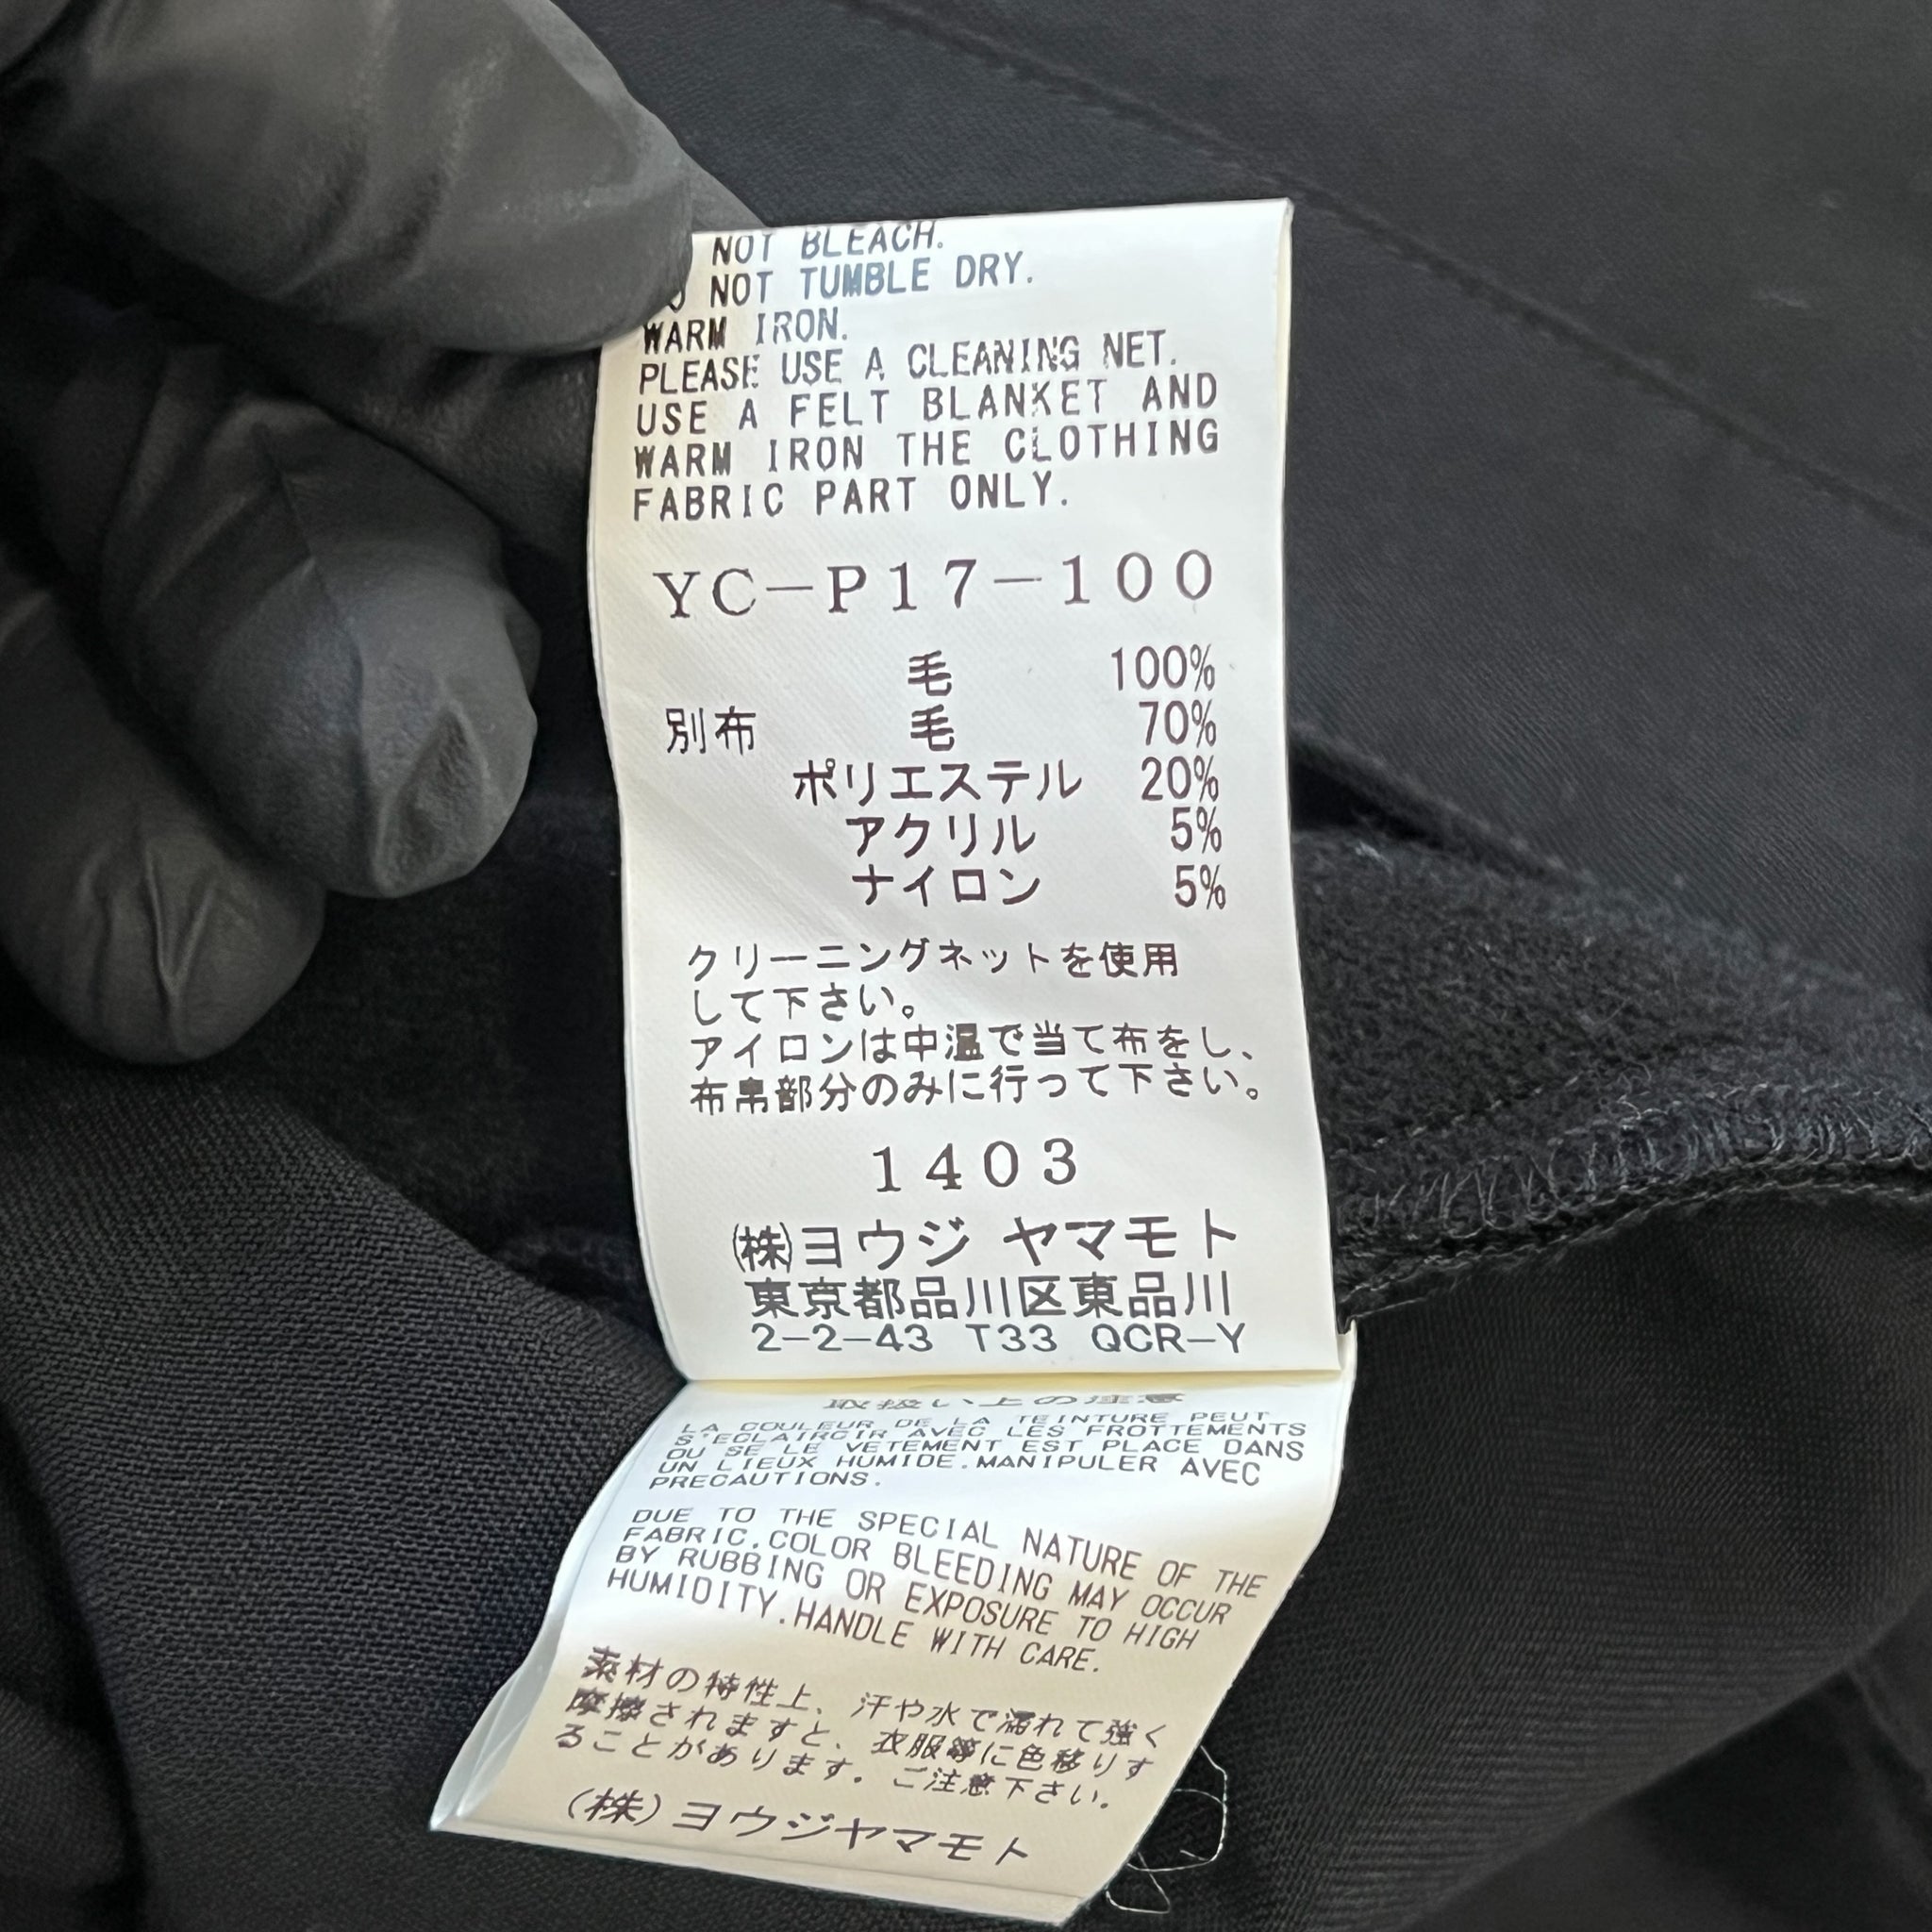 NOT BLEACH.
DO NOT TUMBLE DRY.
WARM IRON.
PLEASE USE A CLEANING NET.
USE A FELT BLANKET AND
WARM IRON THE CLOTHING
FABRIC PART ONLY.
YC-P17-100
毛 100%
別布 毛 70%
ポリエステル 20%
アクリル 5%
ナイロン 5%
クリーニングネットを使用
して下さい。
アイロンは中温で当て布をし、
布帛部分のみに行って下さい。
1403
㈱ヨウジ ヤマモト
東京都品川区東品川
2-2-43 T33 QCR-Y
取扱い上の注意
LA COULEUR DE LA TEINTURE PEUT
S'ECLAIRCIR AVEC LES FROTTEMENTS
OU SE LE VETEMENT EST PLACE DANS
UN LIEUX HUMIDE.MANIPULER AVEC
PRECAUTIONS.
DUE TO THE SPECIAL NATURE OF THE
FABRIC,COLOR BLEEDING MAY OCCUR
BY RUBBING OR EXPOSURE TO HIGH
HUMIDITY.HANDLE WITH CARE.
素材の特性上、汗や水で濡れて強く
摩擦されますと、衣服等に色移りす
ることがあります。ご注意下さい。
(株)ヨウジヤマモト